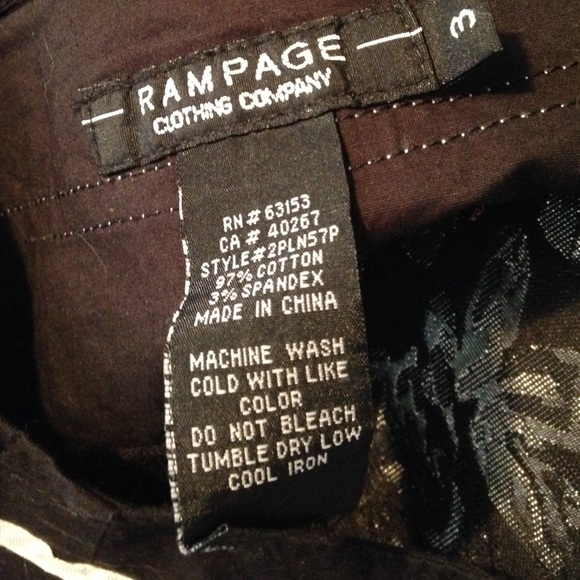 RAMPAGE
CLOTHING COMPANY
3
RN # 63153
CA # 40267
STYLE#2PLN57P
97% COTTON
3% SPANDEX
MADE IN CHINA
MACHINE WASH
COLD WITH LIKE
COLOR
DO NOT BLEACH
TUMBLE DRY LOW
COOL IRON